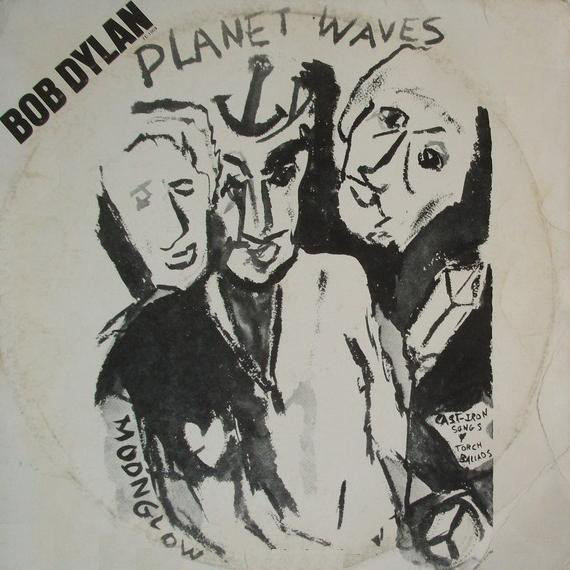 BOB DYLAN
PLANET WAVES
MOONGLOW
CAST-IRON
SONGS
&
TORCH
BALLADS